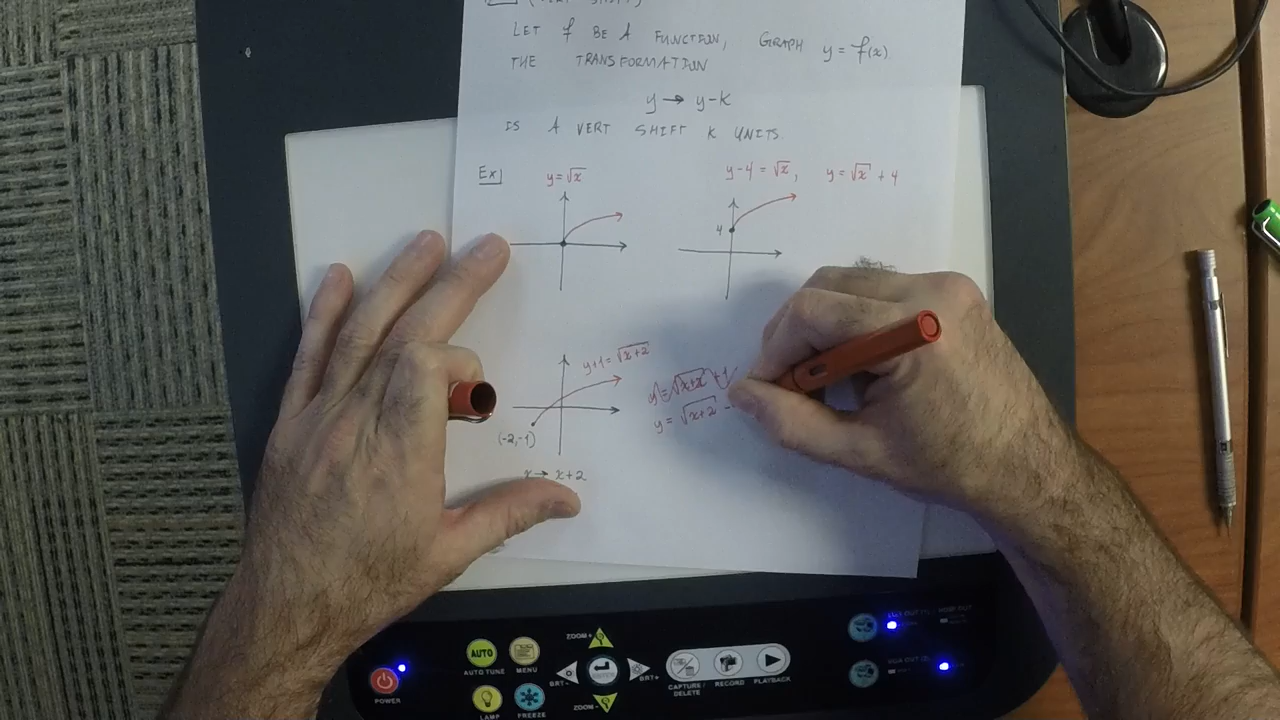 LET f BE A FUNCTION, GRAPH y = f(x)
THE TRANSFORMATION
y → y-k
IS A VERT SHIFT K UNITS
Ex] y = √x y-4 = √x, y = √x + 4
4
y+1 = √x+2
y = √x+2 -
(-2,-1)
x → x+2
POWER
AUTO
AUTO TUNE
MENU
LAMP
FREEZE
ZOOM+
BRT-
BRT+
ZOOM-
CAPTURE / DELETE
RECORD
PLAYBACK